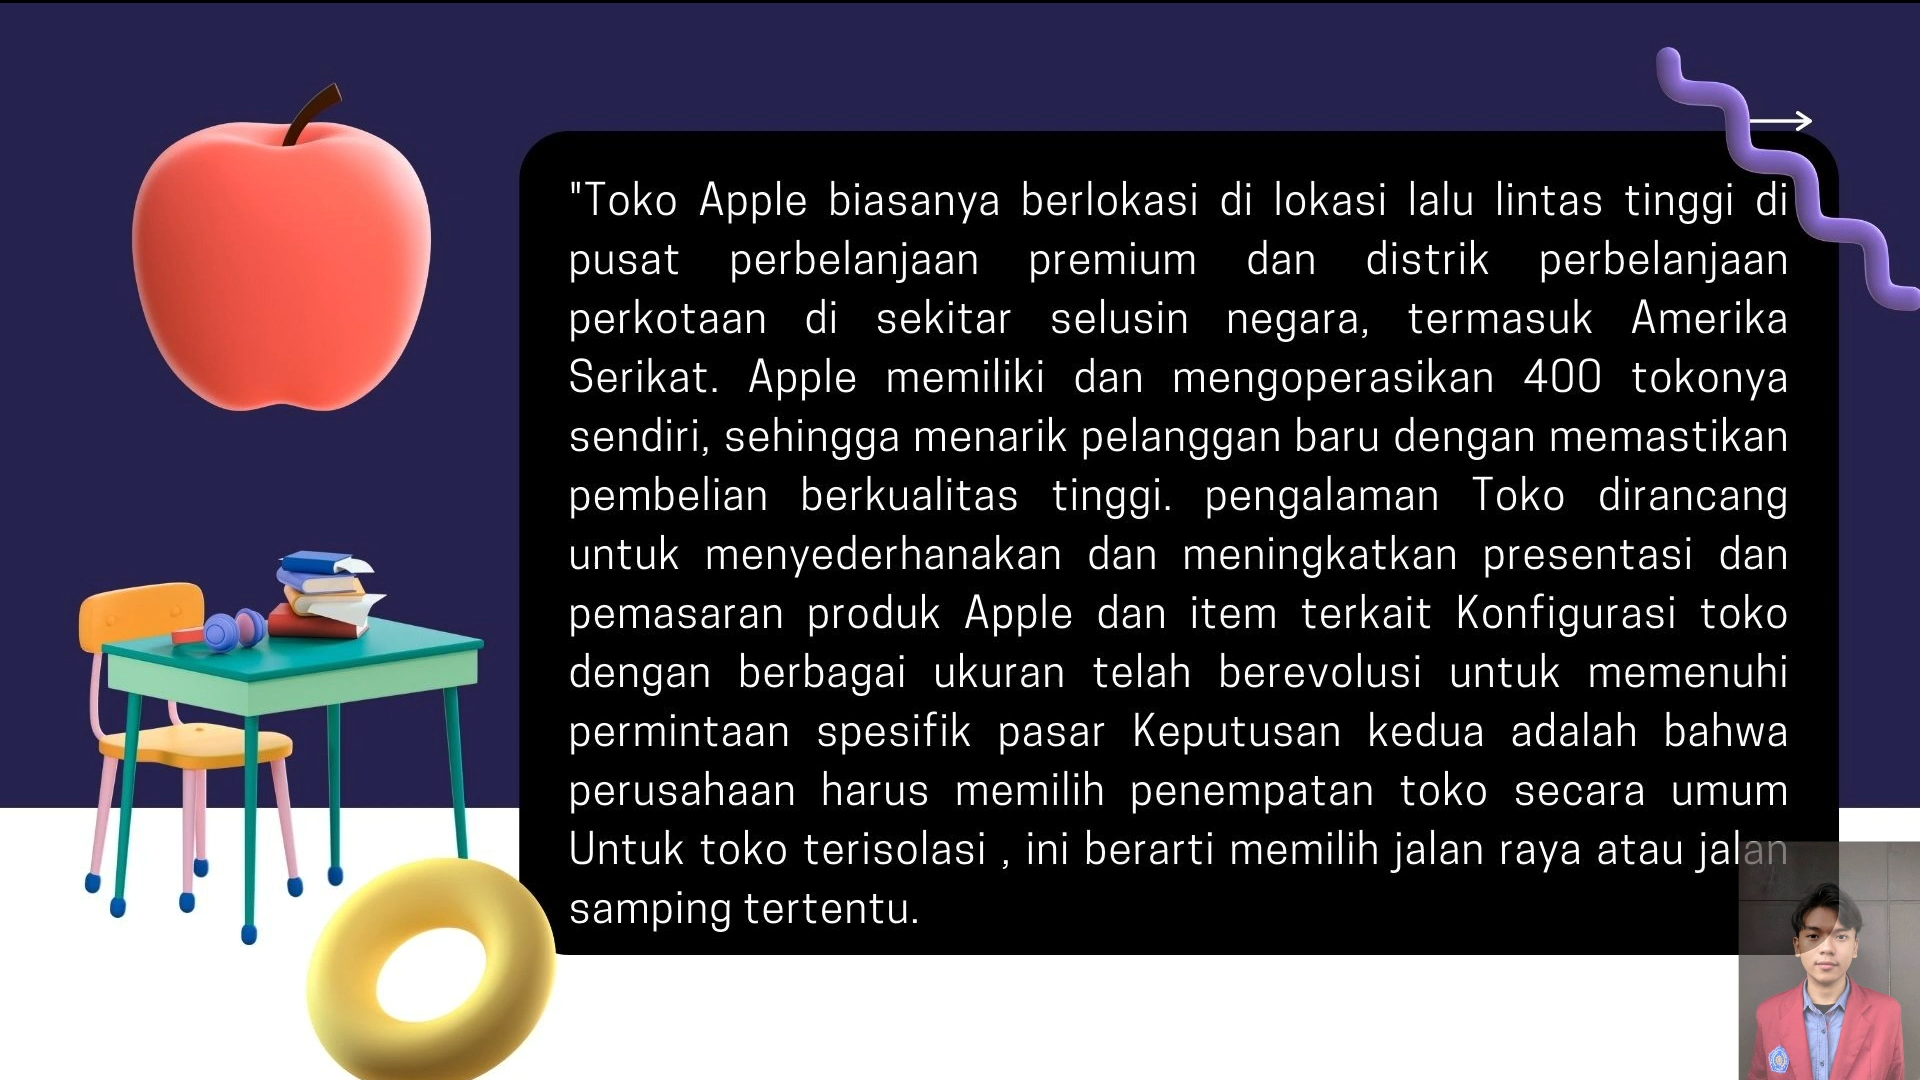 "Toko Apple biasanya berlokasi di lokasi lalu lintas tinggi di
pusat perbelanjaan premium dan distrik perbelanjaan
perkotaan di sekitar selusin negara, termasuk Amerika
Serikat. Apple memiliki dan mengoperasikan 400 tokonya
sendiri, sehingga menarik pelanggan baru dengan memastikan
pembelian berkualitas tinggi. pengalaman Toko dirancang
untuk menyederhanakan dan meningkatkan presentasi dan
pemasaran produk Apple dan item terkait Konfigurasi toko
dengan berbagai ukuran telah berevolusi untuk memenuhi
permintaan spesifik pasar Keputusan kedua adalah bahwa
perusahaan harus memilih penempatan toko secara umum
Untuk toko terisolasi , ini berarti memilih jalan raya atau jalan
samping tertentu.